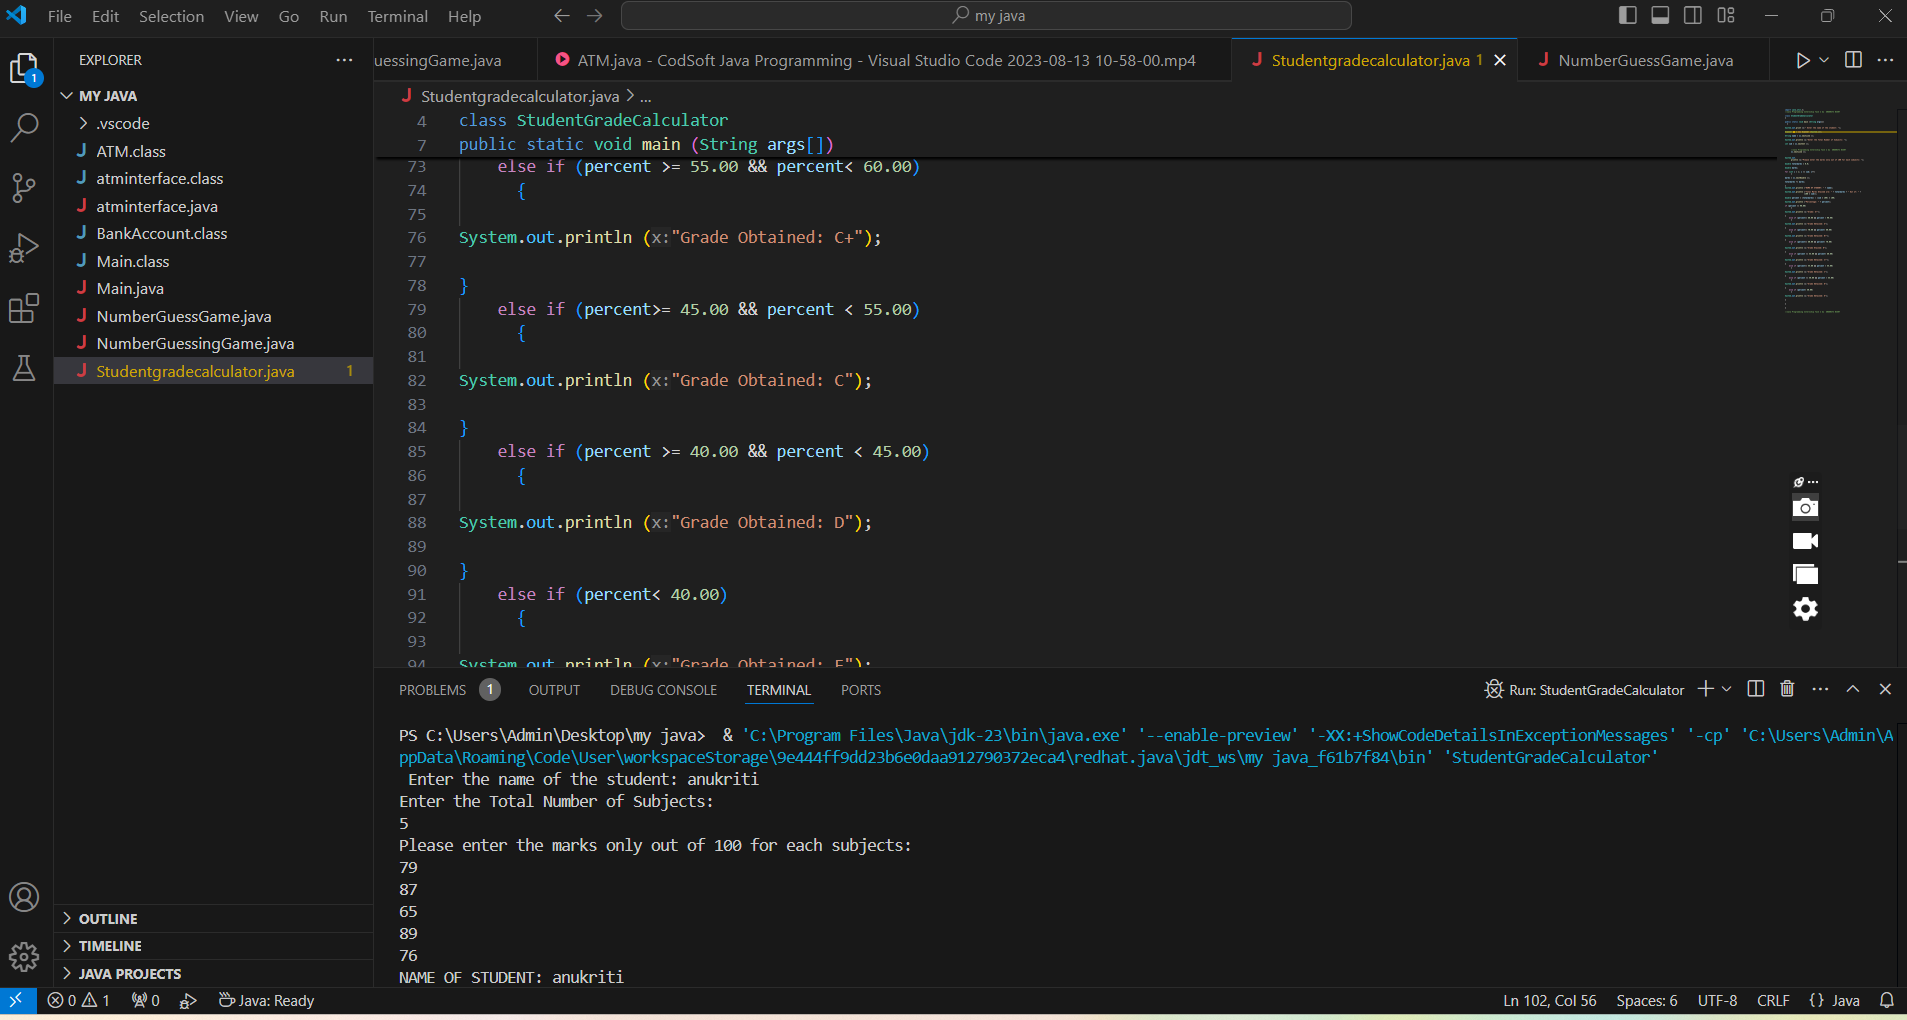 File Edit Selection View Go Run Terminal Help
my java
EXPLORER
MY JAVA
.vscode
ATM.class
atminterface.class
atminterface.java
BankAccount.class
Main.class
Main.java
NumberGuessGame.java
NumberGuessingGame.java
Studentgradecalculator.java 1
OUTLINE
TIMELINE
JAVA PROJECTS
uessingGame.java ATM.java - CodSoft Java Programming - Visual Studio Code 2023-08-13 10-58-00.mp4 Studentgradecalculator.java 1 NumberGuessGame.java
Studentgradecalculator.java > ...
4 class StudentGradeCalculator
7 public static void main (String args[])
73 else if (percent >= 55.00 && percent< 60.00)
74 {
75
76 System.out.println (x:"Grade Obtained: C+");
77
78 }
79 else if (percent>= 45.00 && percent < 55.00)
80 {
81
82 System.out.println (x:"Grade Obtained: C");
83
84 }
85 else if (percent >= 40.00 && percent < 45.00)
86 {
87
88 System.out.println (x:"Grade Obtained: D");
89
90 }
91 else if (percent< 40.00)
92 {
93
94 System.out.println (x:"Grade Obtained:
PROBLEMS 1 OUTPUT DEBUG CONSOLE TERMINAL PORTS
Run: StudentGradeCalculator
PS C:\Users\Admin\Desktop\my java>  & 'C:\Program Files\Java\jdk-23\bin\java.exe' '--enable-preview' '-XX:+ShowCodeDetailsInExceptionMessages' '-cp' 'C:\Users\Admin\A
ppData\Roaming\Code\User\workspaceStorage\9e444ff9dd23b6e0daa912790372eca4\redhat.java\jdt_ws\my java_f61b7f84\bin' 'StudentGradeCalculator'
Enter the name of the student: anukriti
Enter the Total Number of Subjects:
5
Please enter the marks only out of 100 for each subjects:
79
87
65
89
76
NAME OF STUDENT: anukriti
0 1 0 Java: Ready
Ln 102, Col 56 Spaces: 6 UTF-8 CRLF {} Java
1